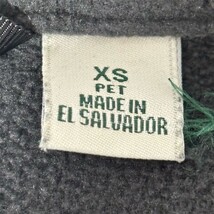 XS
PET
MADE IN
EL SALVADOR